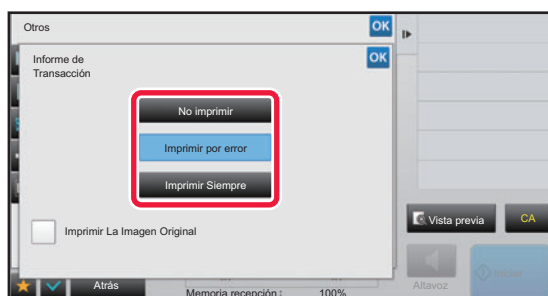 Otros
OK
Informe de
Transacción
OK
No imprimir
Imprimir por error
Imprimir Siempre
Imprimir La Imagen Original
Vista previa
CA
Atrás
Memoria recepción:
100%
Altavoz
Iniciar